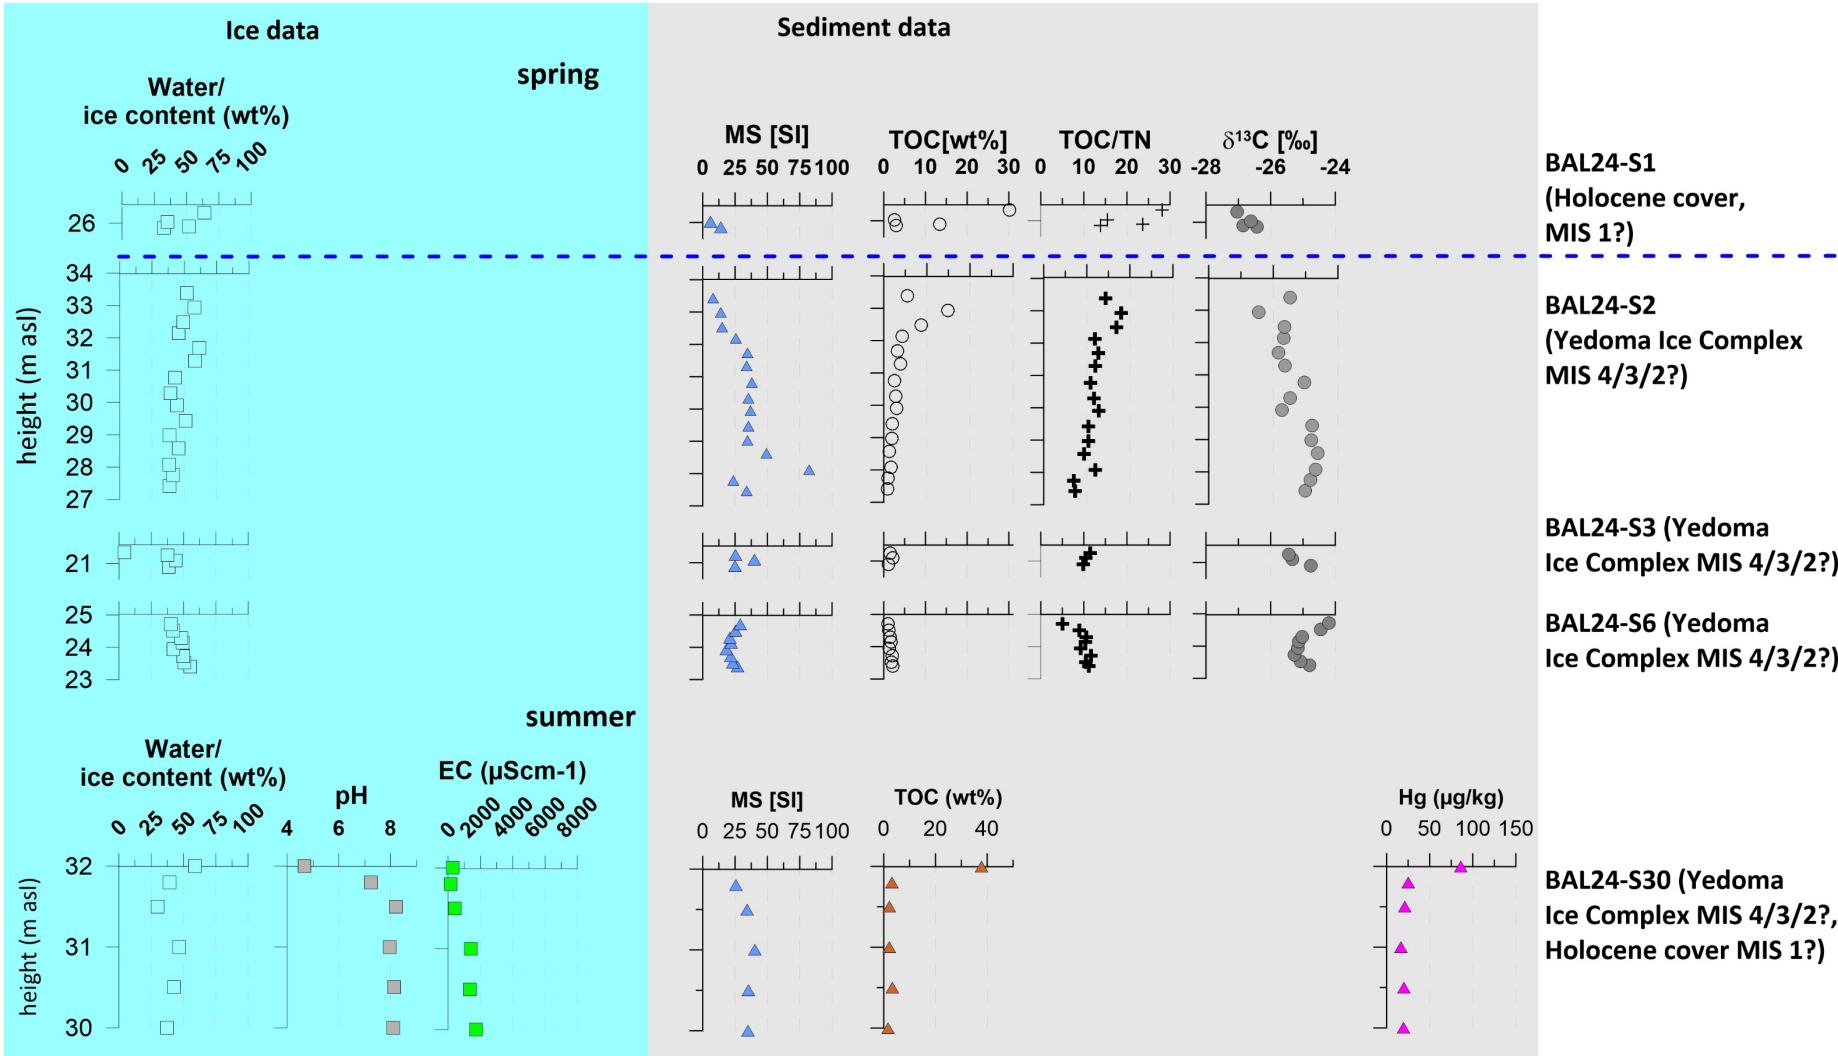 Ice data
Sediment data
spring
Water/
ice content (wt%)
0 25 50 75 100
MS [SI]
0 25 50 75 100
TOC[wt%]
0 10 20 30
TOC/TN
0 10 20 30
δ¹³C [‰]
-28 -26 -24
26
BAL24-S1
(Holocene cover,
MIS 1?)
height (m asl)
34
33
32
31
30
29
28
27
BAL24-S2
(Yedoma Ice Complex
MIS 4/3/2?)
21
BAL24-S3 (Yedoma
Ice Complex MIS 4/3/2?)
25
24
23
BAL24-S6 (Yedoma
Ice Complex MIS 4/3/2?)
summer
Water/
ice content (wt%)
0 25 50 75 100
pH
4 6 8
EC (µScm-1)
0 2000 4000 6000 8000
MS [SI]
0 25 50 75 100
TOC (wt%)
0 20 40
Hg (µg/kg)
0 50 100 150
height (m asl)
32
31
30
BAL24-S30 (Yedoma
Ice Complex MIS 4/3/2?,
Holocene cover MIS 1?)